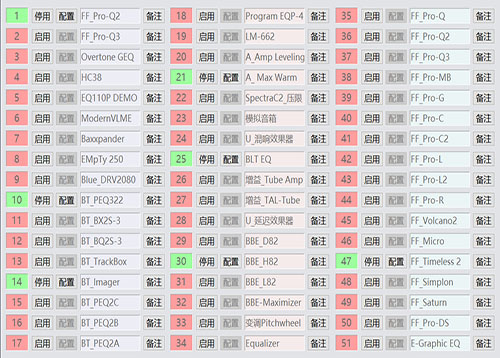 1 停用 配置 FF_Pro-Q2 备注 18 启用 配置 Program EQP-4 备注 35 启用 配置 FF_Pro-Q 备注
2 启用 配置 FF_Pro-Q3 备注 19 启用 配置 LM-662 备注 36 启用 配置 FF_Pro-Q2 备注
3 启用 配置 Overtone GEQ 备注 20 启用 配置 A_Amp Leveling 备注 37 启用 配置 FF_Pro-Q3 备注
4 启用 配置 HC38 备注 21 停用 配置 A_Max Warm 备注 38 启用 配置 FF_Pro-MB 备注
5 启用 配置 EQ110P DEMO 备注 22 启用 配置 SpectraC2_压限 备注 39 启用 配置 FF_Pro-G 备注
6 启用 配置 ModernVLME 备注 23 启用 配置 模拟音箱 备注 40 启用 配置 FF_Pro-C 备注
7 启用 配置 Baxxpander 备注 24 启用 配置 U_混响效果器 备注 41 启用 配置 FF_Pro-C2 备注
8 启用 配置 EMpTy 250 备注 25 停用 配置 BLT EQ 备注 42 启用 配置 FF_Pro-L 备注
9 启用 配置 Blue_DRV2080 备注 26 启用 配置 增益_Tube Amp 备注 43 启用 配置 FF_Pro-L2 备注
10 停用 配置 BT_PEQ322 备注 27 启用 配置 增益_TAL-Tube 备注 44 启用 配置 FF_Pro-R 备注
11 启用 配置 BT_BX2S-3 备注 28 启用 配置 U_延迟效果器 备注 45 启用 配置 FF_Volcano2 备注
12 启用 配置 BT_BQ2S-3 备注 29 启用 配置 BBE_D82 备注 46 启用 配置 FF_Micro 备注
13 启用 配置 BT_TrackBox 备注 30 停用 配置 BBE_H82 备注 47 停用 配置 FF_Timeless 2 备注
14 停用 配置 BT_Imager 备注 31 启用 配置 BBE_L82 备注 48 启用 配置 FF_Simplon 备注
15 启用 配置 BT_PEQ2C 备注 32 启用 配置 BBE-Maximizer 备注 49 启用 配置 FF_Saturn 备注
16 启用 配置 BT_PEQ2B 备注 33 启用 配置 变调Pitchwheel 备注 50 启用 配置 FF_Pro-DS 备注
17 启用 配置 BT_PEQ2A 备注 34 启用 配置 Equalizer 备注 51 启用 配置 E-Graphic EQ 备注